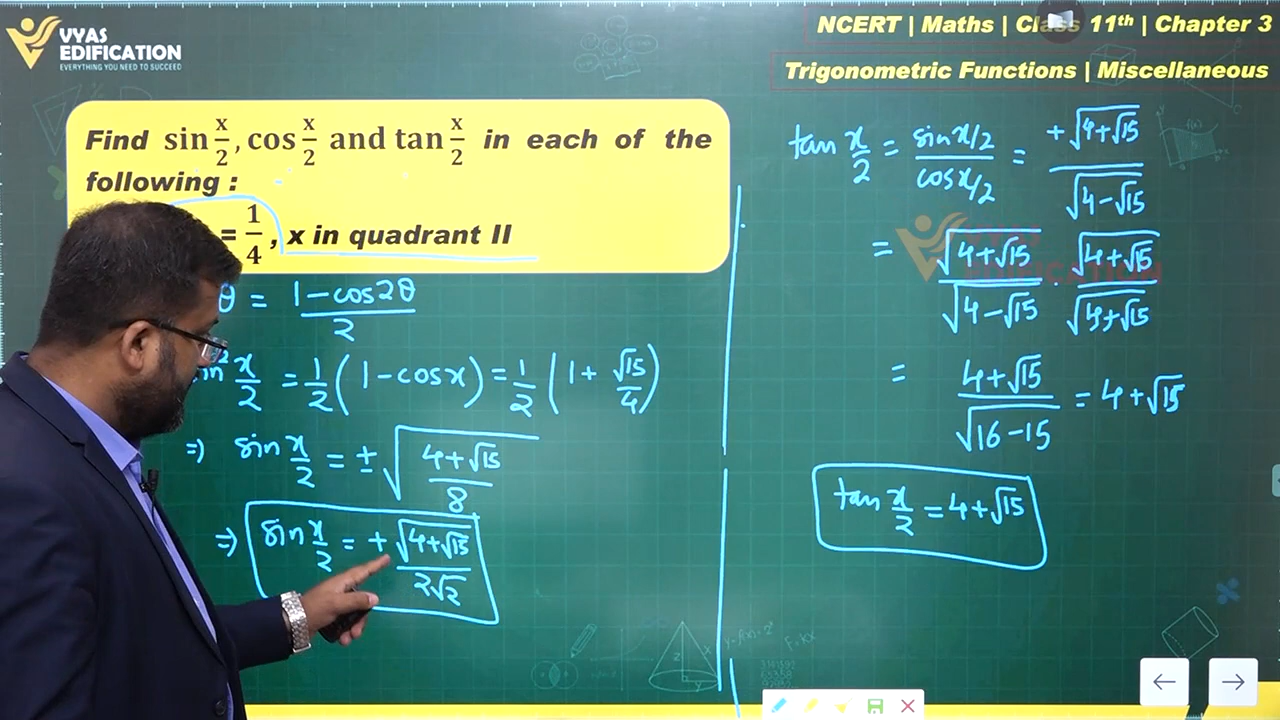 VYAS
EDIFICATION
EVERYTHING YOU NEED TO SUCCEED
NCERT | Maths | Class 11th | Chapter 3
Trigonometric Functions | Miscellaneous
Find sin x/2, cos x/2 and tan x/2 in each of the
following :
= 1/4, x in quadrant II
θ = (1-cos2θ)/2
x/2 = 1/2 (1-cosx) = 1/2 (1+ √15/4)
⇒ sin x/2 = ± √((4+√15)/8)
⇒ sin x/2 = + √(4+√15)/2√2
tan x/2 = (sin x/2)/(cos x/2) = +√(4+√15)/√(4-√15)
= √(4+√15)/√(4-√15) · √(4+√15)/√(4+√15)
= (4+√15)/√(16-15) = 4+√15
tan x/2 = 4+√15